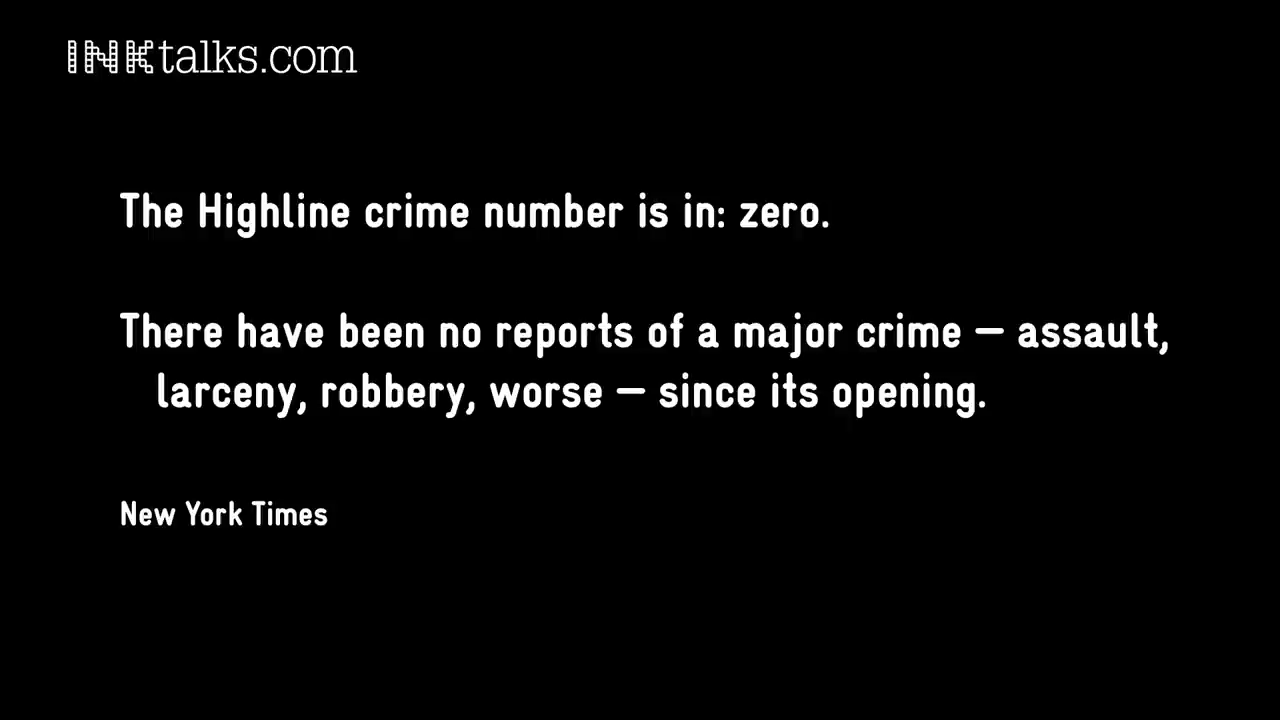 INKtalks.com
The Highline crime number is in: zero.
There have been no reports of a major crime — assault,
larceny, robbery, worse — since its opening.
New York Times